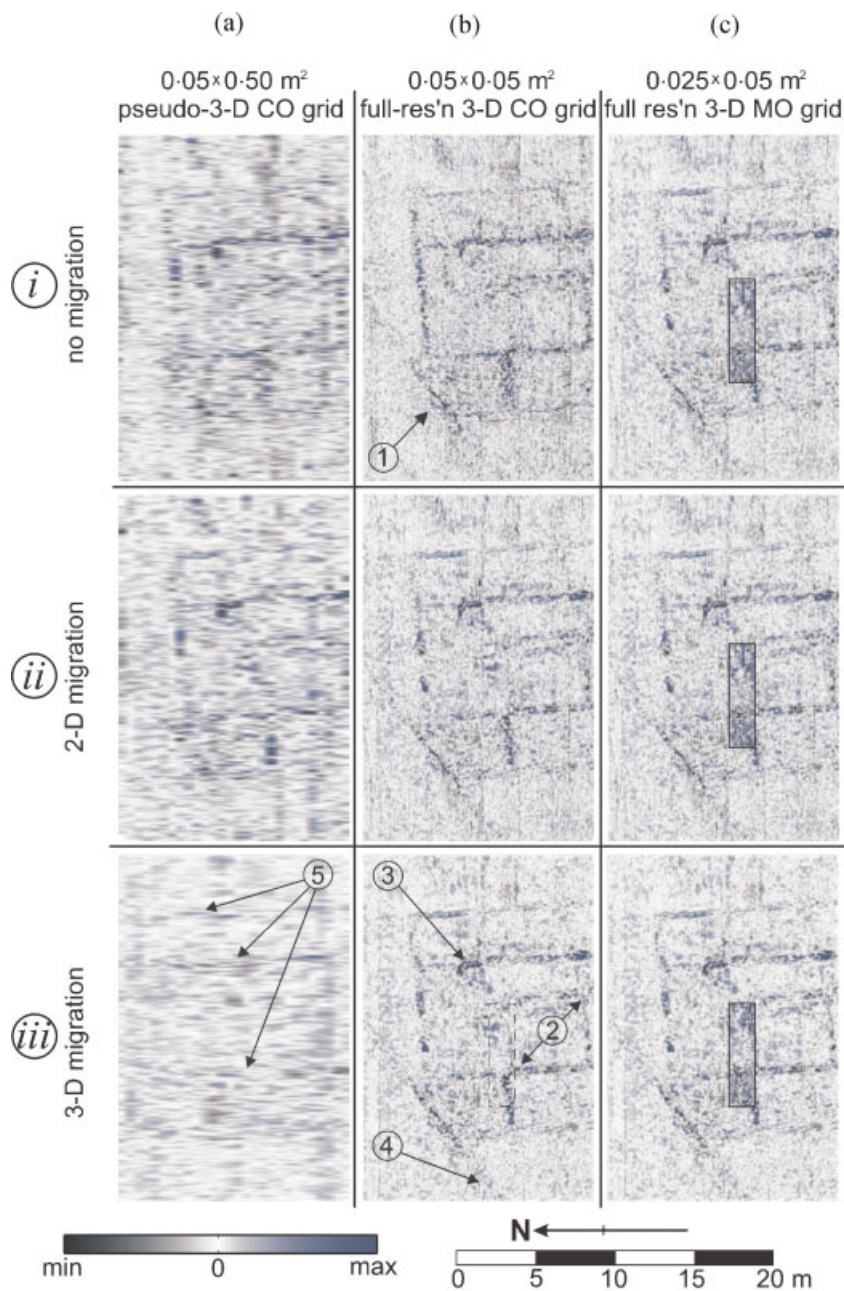 (a) (b) (c)
0·05×0·50 m² 0·05×0·05 m² 0·025×0·05 m²
pseudo-3-D CO grid full-res'n 3-D CO grid full res'n 3-D MO grid
i
no migration
1
ii
2-D migration
iii
3-D migration
5
3
2
4
N
min 0 max
0 5 10 15 20 m